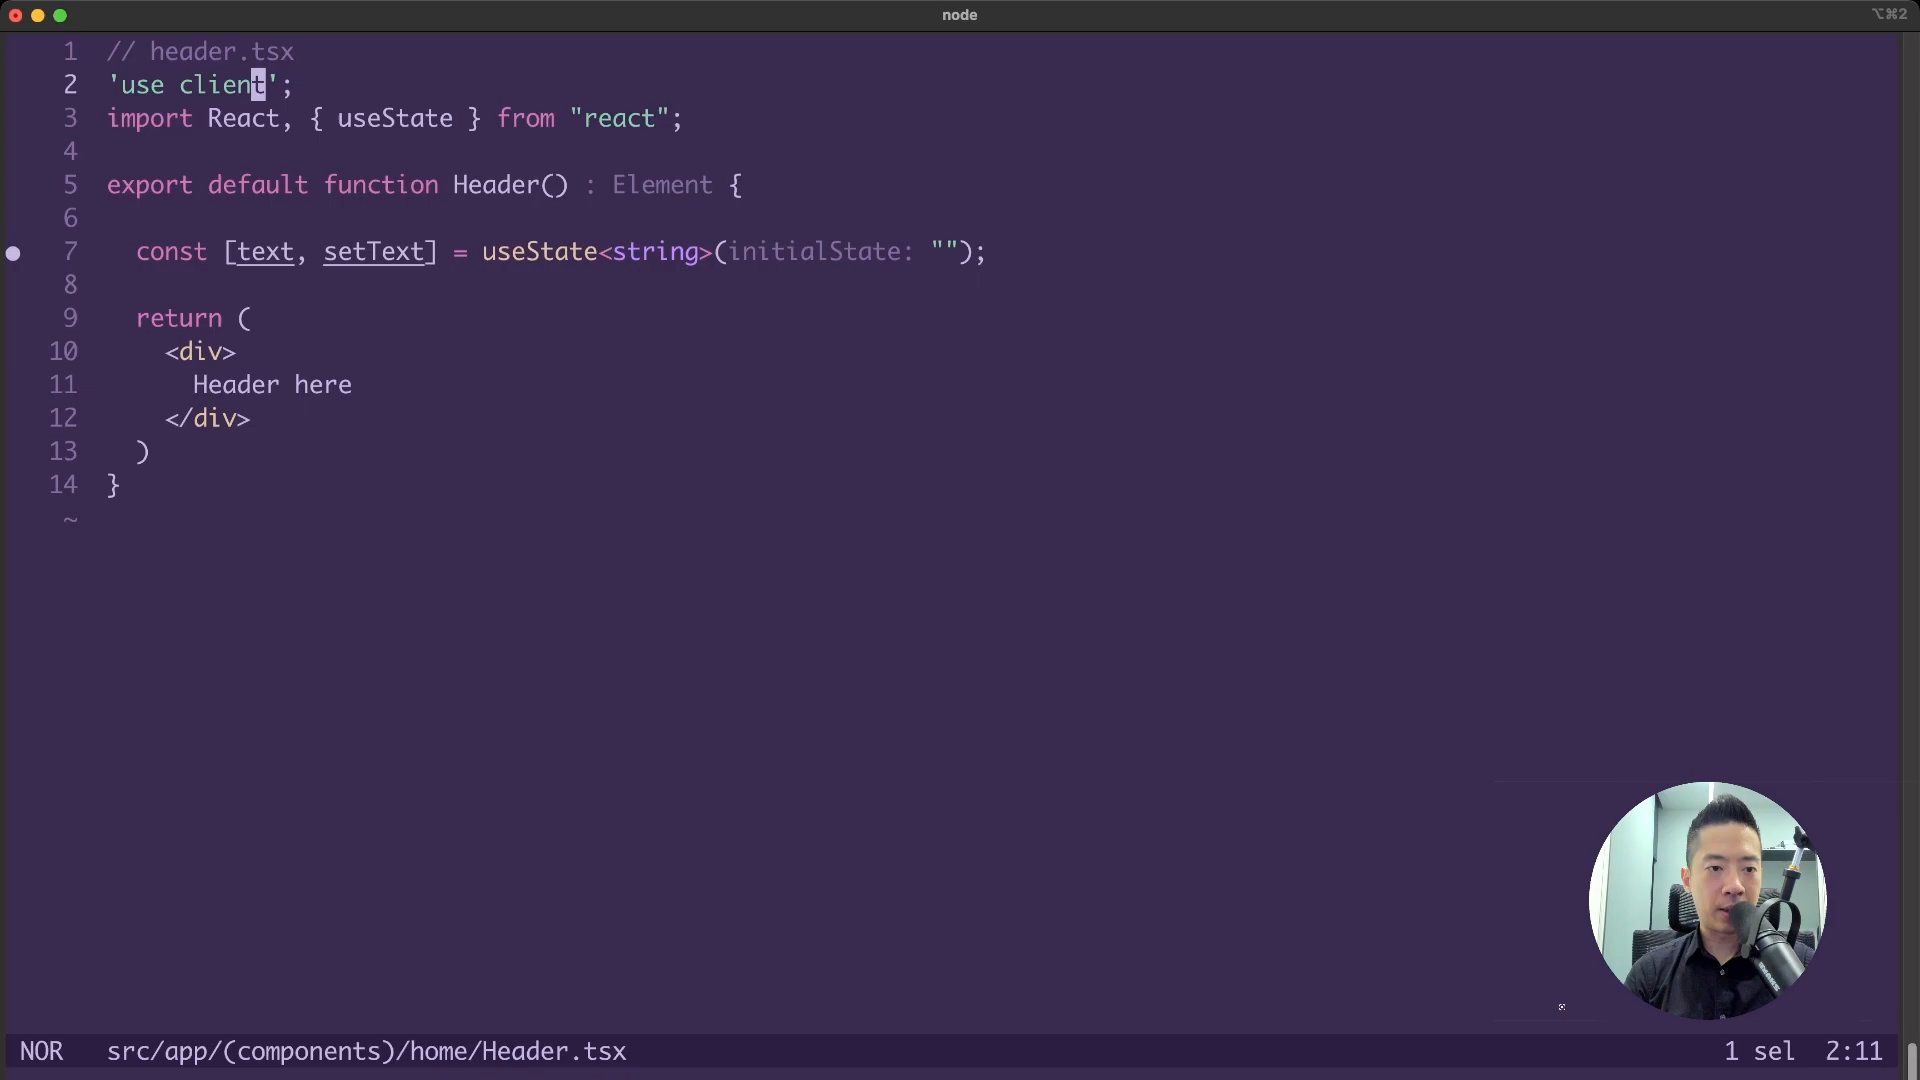 node
⌥⌘2
1 // header.tsx
2 'use client';
3 import React, { useState } from "react";
4
5 export default function Header() : Element {
6
7 const [text, setText] = useState<string>(initialState: "");
8
9 return (
10 <div>
11 Header here
12 </div>
13 )
14 }
~
NOR src/app/(components)/home/Header.tsx 1 sel 2:11